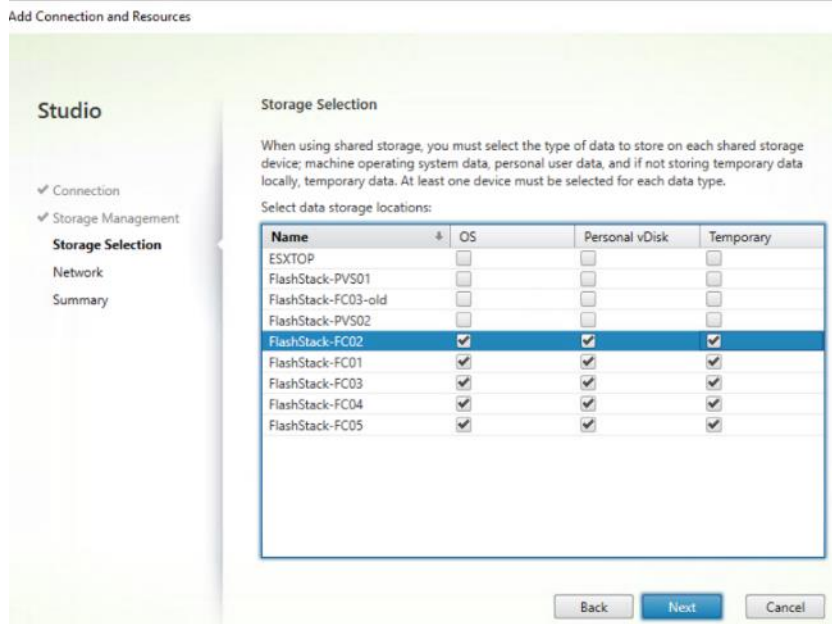 Add Connection and Resources
Studio
✔ Connection
✔ Storage Management
Storage Selection
Network
Summary
Storage Selection
When using shared storage, you must select the type of data to store on each shared storage
device; machine operating system data, personal user data, and if not storing temporary data
locally, temporary data. At least one device must be selected for each data type.
Select data storage locations:
Name OS Personal vDisk Temporary
ESXTOP
FlashStack-PVS01
FlashStack-FC03-old
FlashStack-PVS02
FlashStack-FC02
FlashStack-FC01
FlashStack-FC03
FlashStack-FC04
FlashStack-FC05
Back Next Cancel